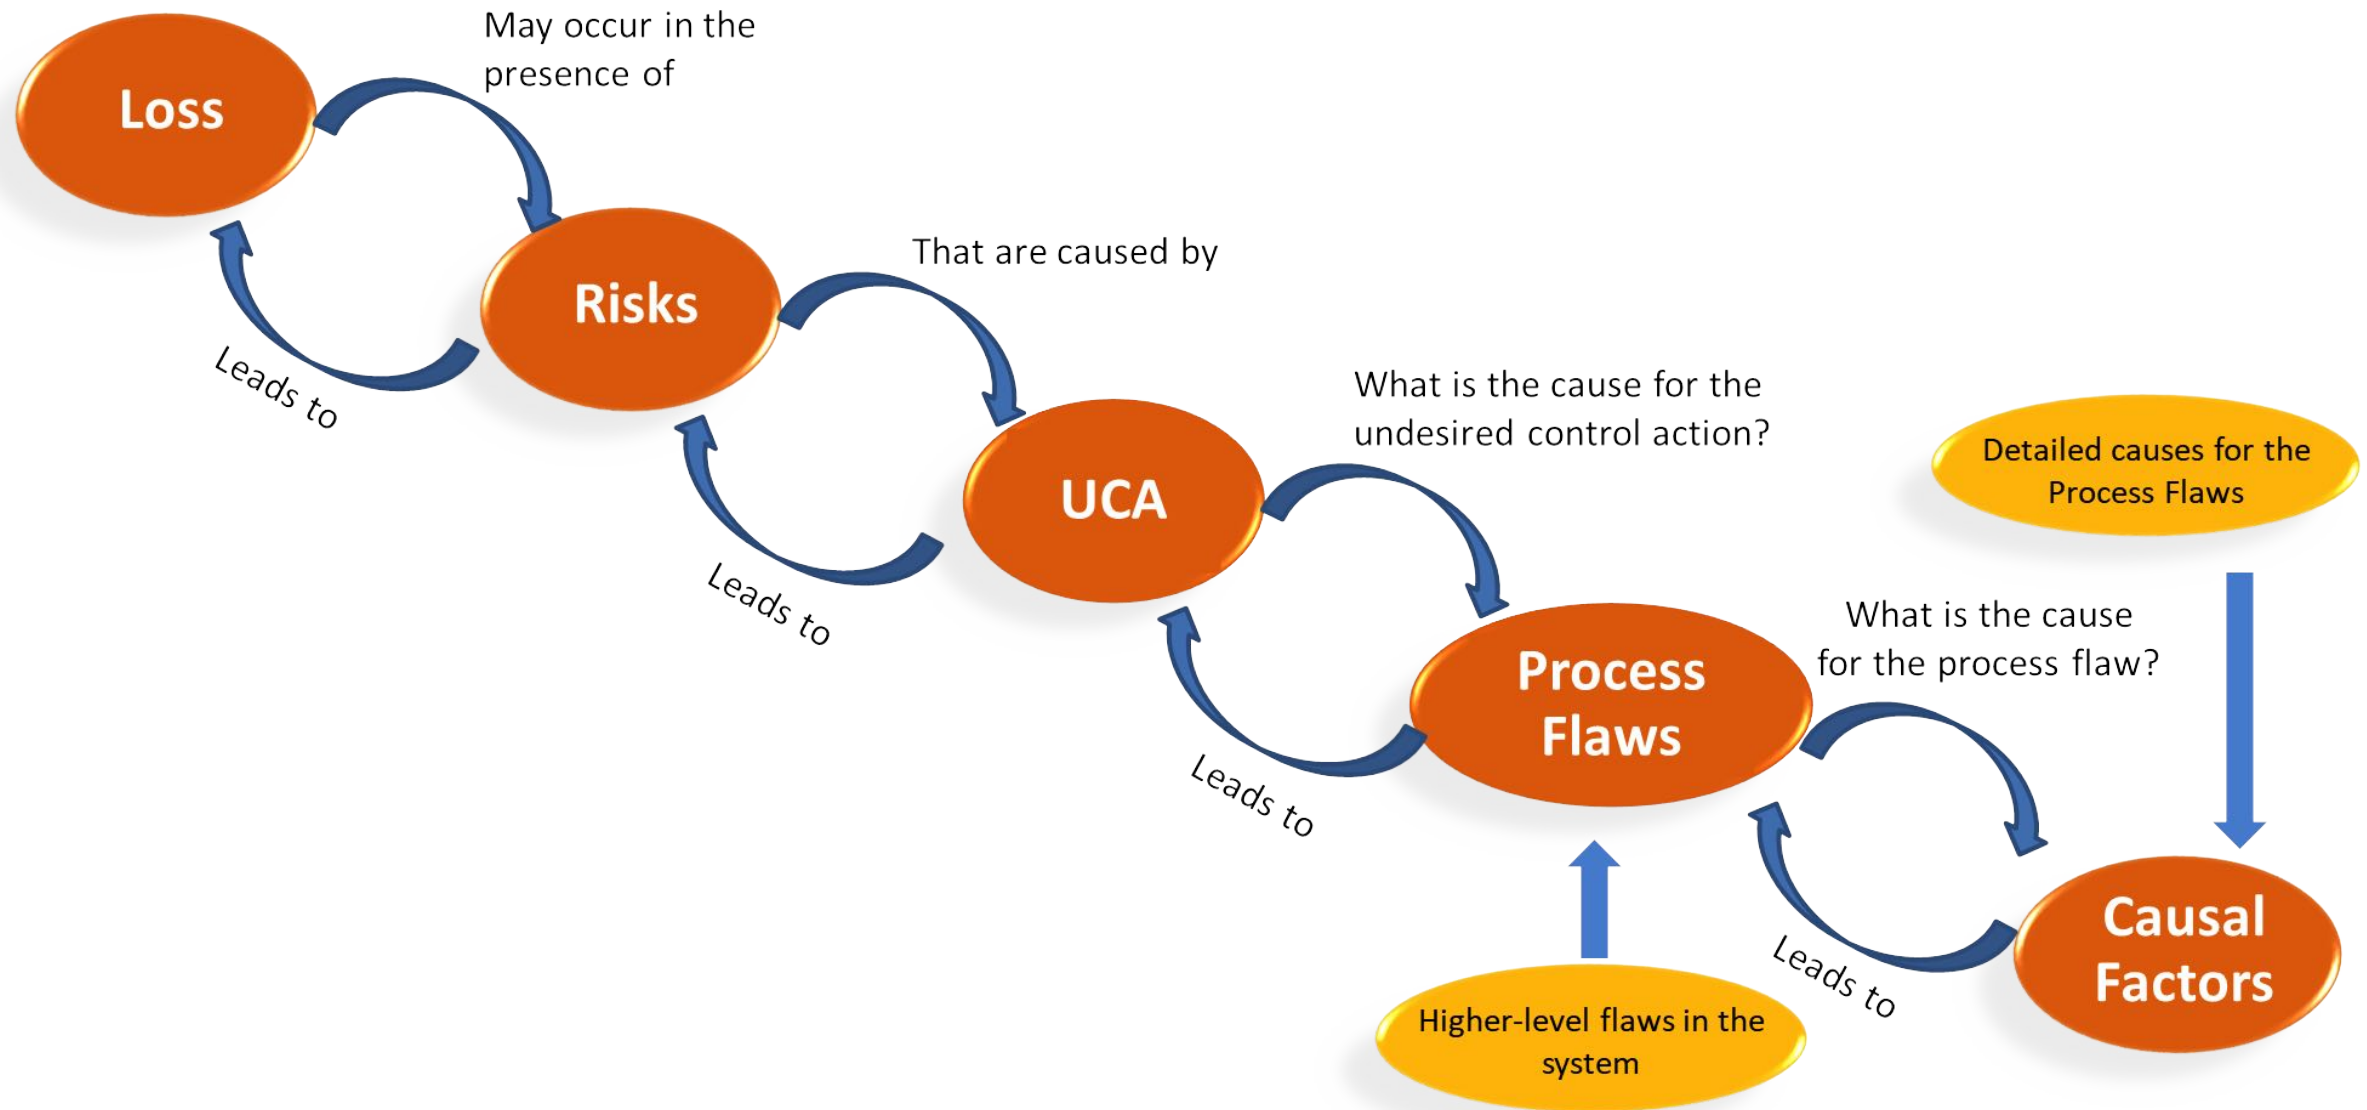 May occur in the
presence of
Loss
That are caused by
Risks
Leads to
What is the cause for the
undesired control action?
UCA
Detailed causes for the
Process Flaws
Leads to
What is the cause
for the process flaw?
Process
Flaws
Leads to
Causal
Factors
Leads to
Higher-level flaws in the
system